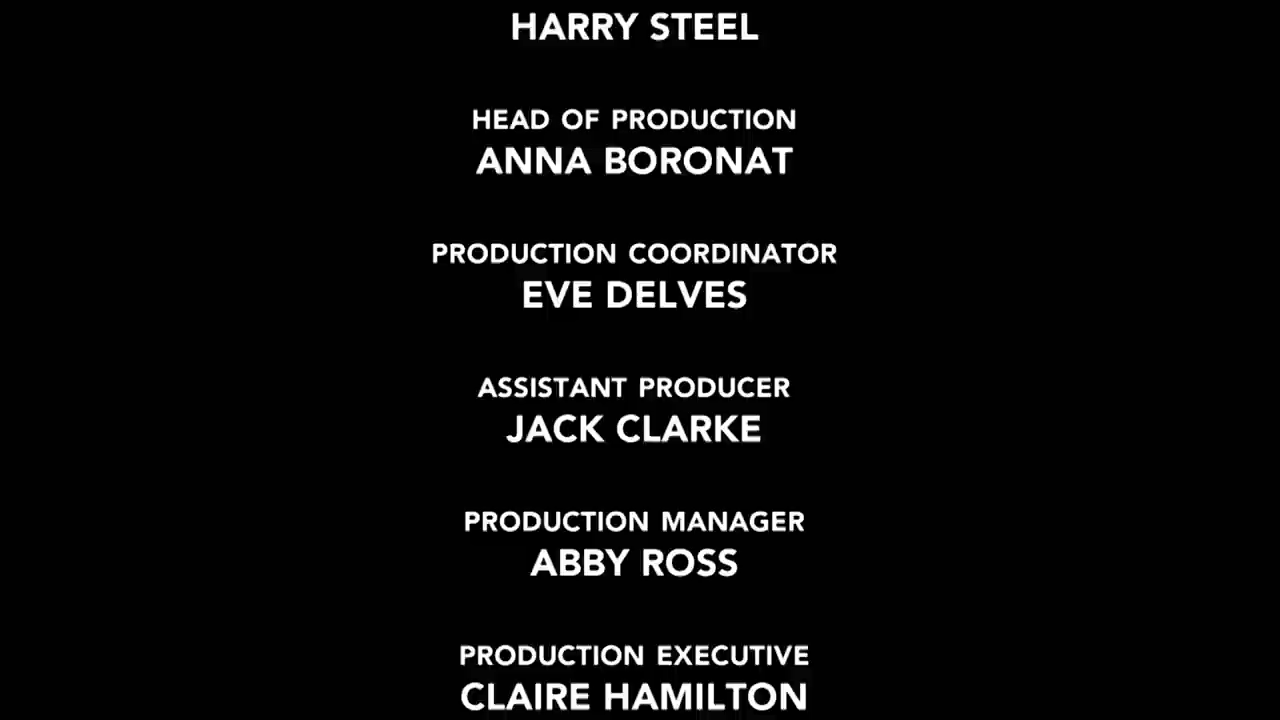 HARRY STEEL
HEAD OF PRODUCTION
ANNA BORONAT
PRODUCTION COORDINATOR
EVE DELVES
ASSISTANT PRODUCER
JACK CLARKE
PRODUCTION MANAGER
ABBY ROSS
PRODUCTION EXECUTIVE
CLAIRE HAMILTON